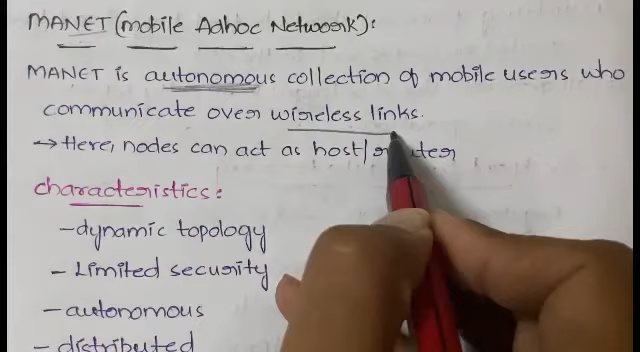 MANET (mobile Adhoc Network):
MANET is autonomous collection of mobile users who
communicate over wireless links.
→ Here, nodes can act as host/router
characteristics:
- dynamic topology
- Limited security
- autonomous
- distributed